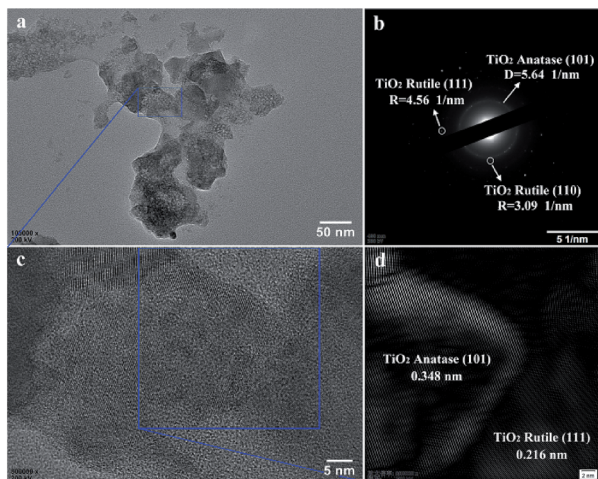 a
100000 x
200 kV
50 nm
b
TiO₂ Anatase (101)
D=5.64 1/nm
TiO₂ Rutile (111)
R=4.56 1/nm
TiO₂ Rutile (110)
R=3.09 1/nm
5 1/nm
c
5 nm
d
TiO₂ Anatase (101)
0.348 nm
TiO₂ Rutile (111)
0.216 nm
2 nm